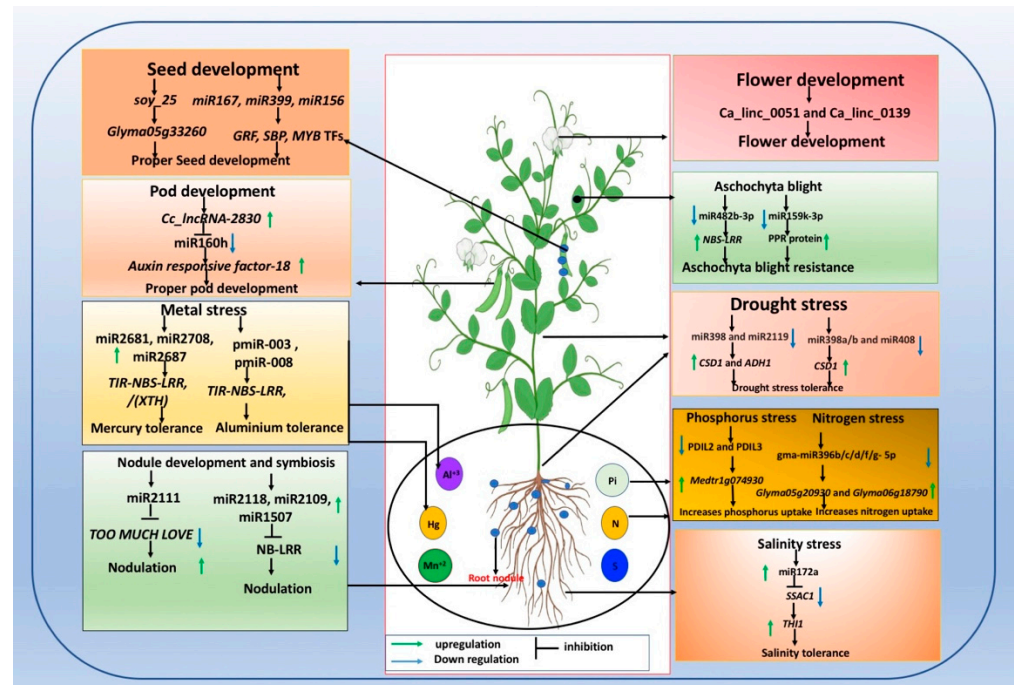 Seed development
soy_25
miR167, miR399, miR156
Glyma05g33260
GRF, SBP, MYB TFs
Proper Seed development
Pod development
Cc_lncRNA-2830
miR160h
Auxin responsive factor-18
Proper pod development
Metal stress
miR2681, miR2708,
miR2687
pmiR-003 ,
pmiR-008
TIR-NBS-LRR,
/(XTH)
TIR-NBS-LRR,
Mercury tolerance
Aluminium tolerance
Nodule development and symbiosis
miR2111
miR2118, miR2109,
miR1507
TOO MUCH LOVE
NB-LRR
Nodulation
Nodulation
Al+3
Hg
Mn+2
Pi
N
S
Root nodule
upregulation
Down regulation
inhibition
Flower development
Ca_linc_0051 and Ca_linc_0139
Flower development
Aschochyta blight
miR482b-3p
miR159k-3p
NBS-LRR
PPR protein
Aschochyta blight resistance
Drought stress
miR398 and miR2119
miR398a/b and miR408
CSD1 and ADH1
CSD1
Drought stress tolerance
Phosphorus stress
Nitrogen stress
PDIL2 and PDIL3
gma-miR396b/c/d/f/g- 5p
Medtr1g074930
Glyma05g20930 and Glyma06g18790
Increases phosphorus uptake
Increases nitrogen uptake
Salinity stress
miR172a
SSAC1
THI1
Salinity tolerance